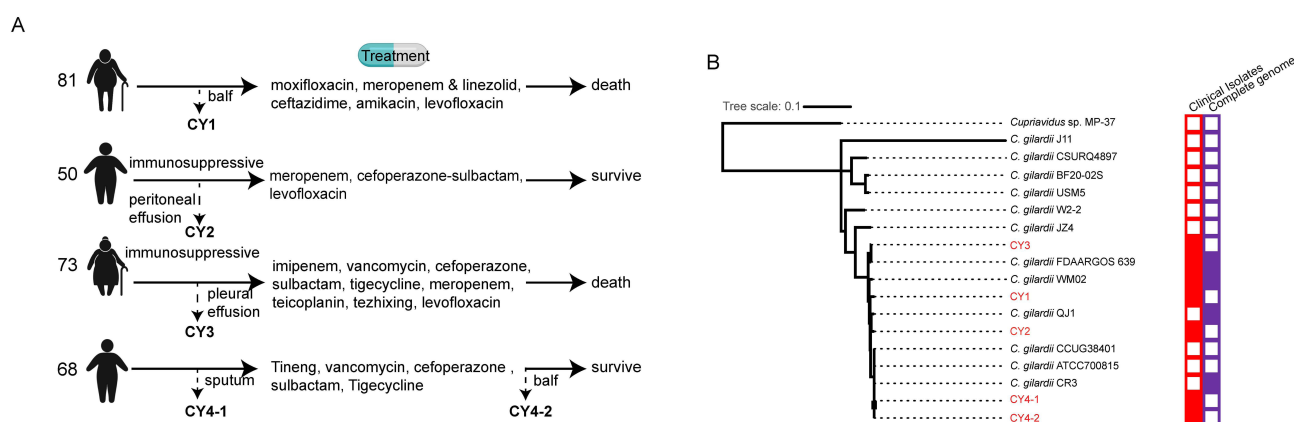 A
Treatment
81
balf
CY1
moxifloxacin, meropenem & linezolid,
ceftazidime, amikacin, levofloxacin
death
50
immunosuppressive
peritoneal
effusion
CY2
meropenem, cefoperazone-sulbactam,
levofloxacin
survive
73
immunosuppressive
pleural
effusion
CY3
imipenem, vancomycin, cefoperazone,
sulbactam, tigecycline, meropenem,
teicoplanin, tezhixing, levofloxacin
death
68
sputum
CY4-1
Tineng, vancomycin, cefoperazone ,
sulbactam, Tigecycline
balf
CY4-2
survive
B
Tree scale: 0.1
Clinical Isolates
Complete genome
Cupriavidus sp. MP-37
C. gilardii J11
C. gilardii CSURQ4897
C. gilardii BF20-02S
C. gilardii USM5
C. gilardii W2-2
C. gilardii JZ4
CY3
C. gilardii FDAARGOS 639
C. gilardii WM02
CY1
C. gilardii QJ1
CY2
C. gilardii CCUG38401
C. gilardii ATCC700815
C. gilardii CR3
CY4-1
CY4-2